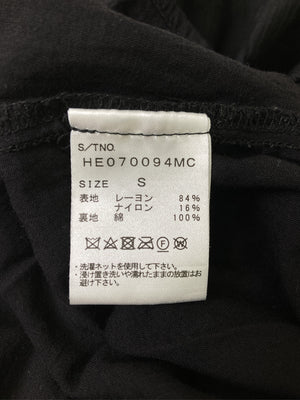 S/TNO.
HE070094MC
SIZE S
表地 レーヨン 84%
ナイロン 16%
裏地 綿 100%
・洗濯ネットを使用して下さい。
・浸け置き洗いや濡れたままの放置はお
避け下さい。